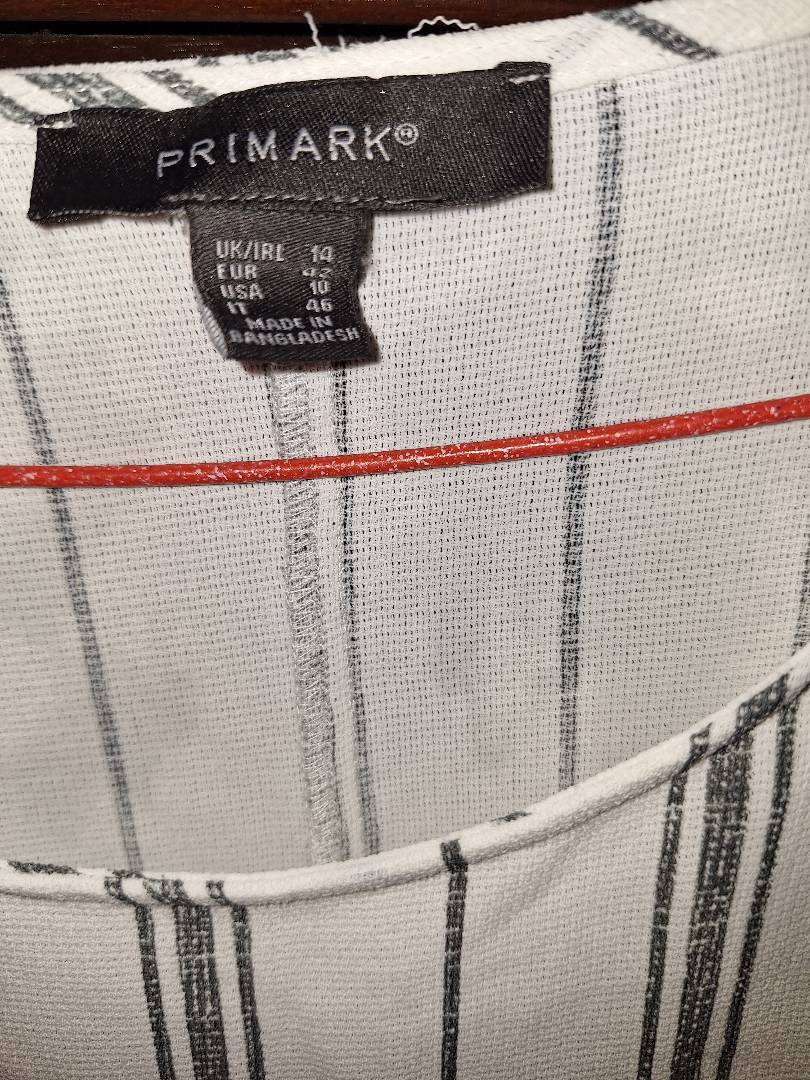 PRIMARK®
UK/IRL 14
EUR 42
USA 10
IT 46
MADE IN
BANGLADESH